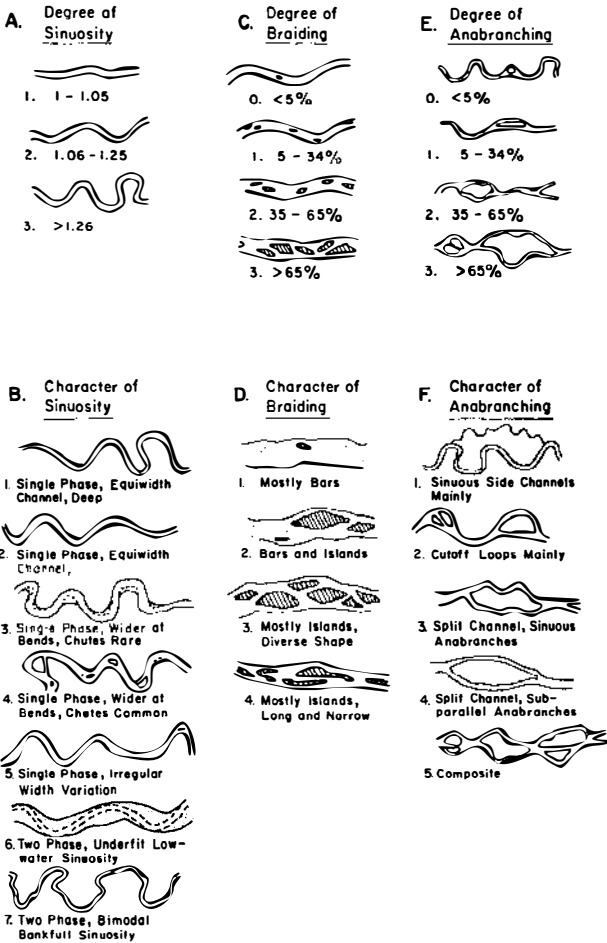 A. Degree of
Sinuosity
1. 1 - 1.05
2. 1.06 - 1.25
3. >1.26
C. Degree of
Braiding
0. <5%
1. 5 - 34%
2. 35 - 65%
3. >65%
E. Degree of
Anabranching
0. <5%
1. 5 - 34%
2. 35 - 65%
3. >65%
B. Character of
Sinuosity
1. Single Phase, Equiwidth
Channel, Deep
2. Single Phase, Equiwidth
Channel,
3. Single Phase, Wider at
Bends, Chutes Rare
4. Single Phase, Wider at
Bends, Chutes Common
5. Single Phase, Irregular
Width Variation
6. Two Phase, Underfit Low-
water Sinuosity
7. Two Phase, Bimodal
Bankfull Sinuosity
D. Character of
Braiding
1. Mostly Bars
2. Bars and Islands
3. Mostly Islands,
Diverse Shape
4. Mostly Islands,
Long and Narrow
F. Character of
Anabranching
1. Sinuous Side Channels
Mainly
2. Cutoff Loops Mainly
3. Split Channel, Sinuous
Anabranches
4. Split Channel, Sub-
parallel Anabranches
5. Composite